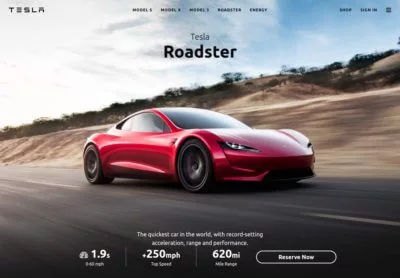 TESLA
MODEL S MODEL X MODEL 3 ROADSTER ENERGY
SHOP SIGN IN
Tesla
Roadster
The quickest car in the world, with record-setting
acceleration, range and performance.
1.9s
0-60 mph
+250mph
Top Speed
620mi
Mile Range
Reserve Now